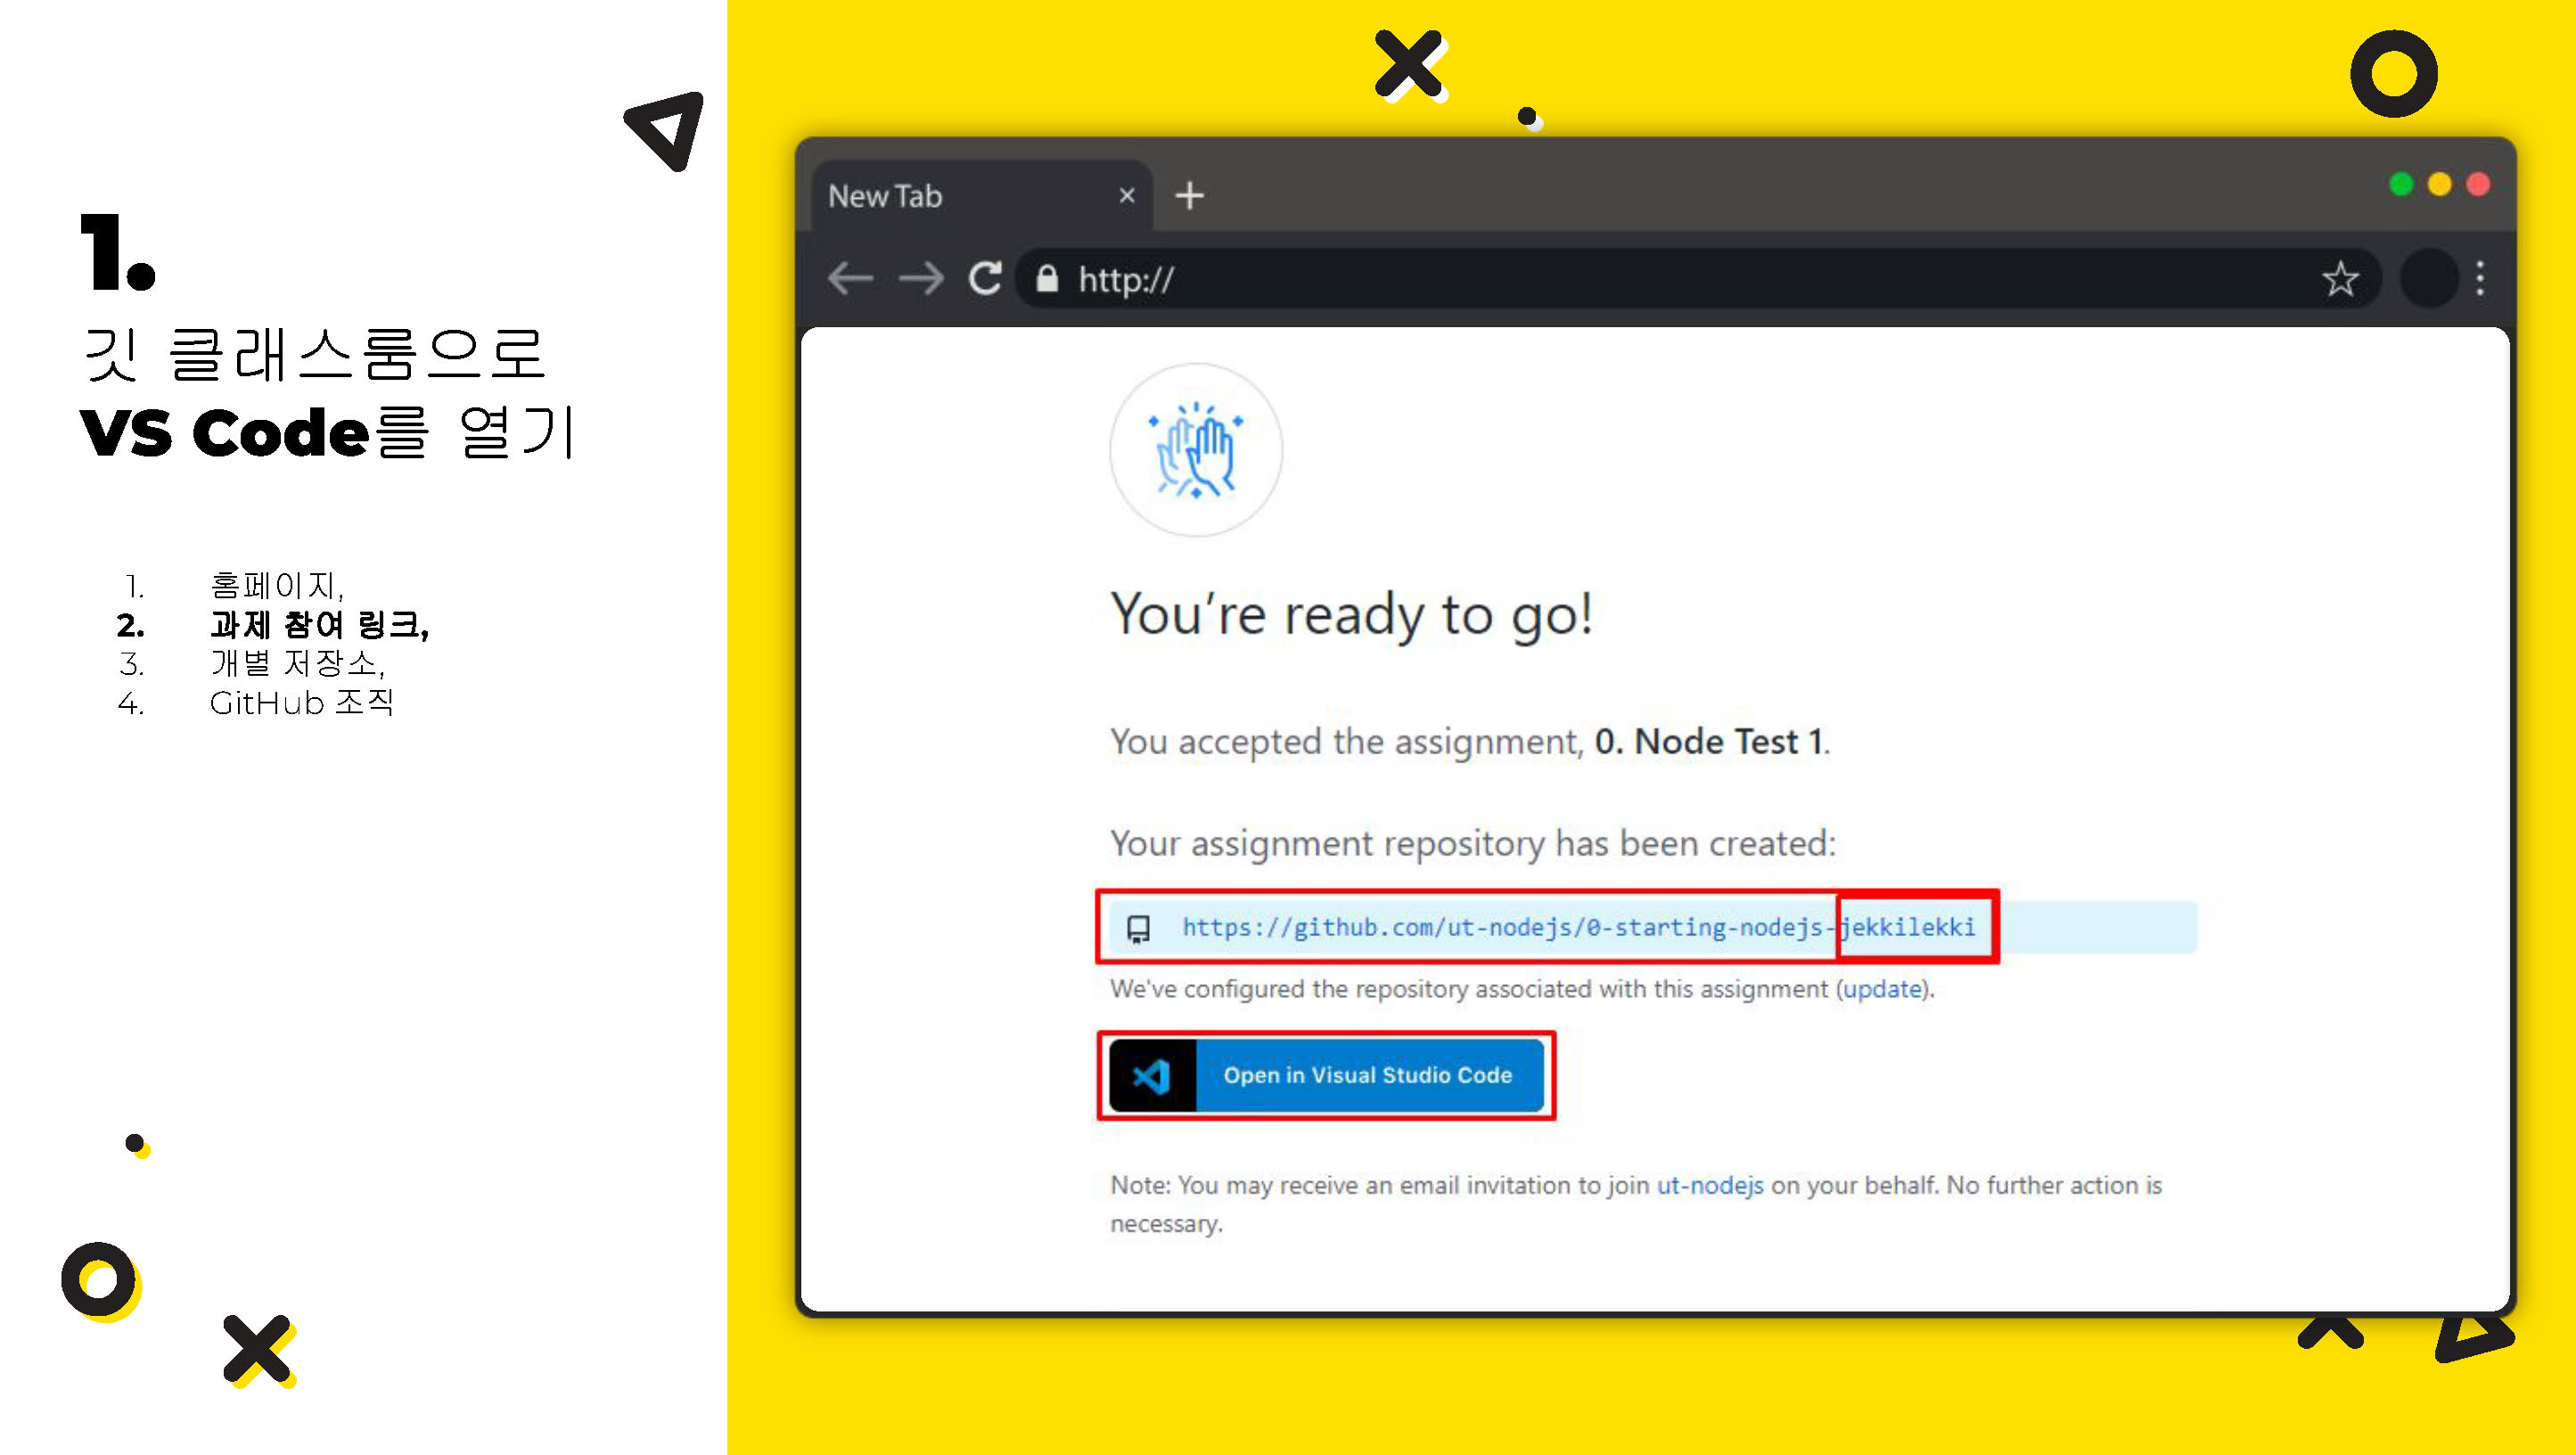 1.
깃 클래스룸으로
VS Code를 열기
1. 홈페이지,
2. 과제 참여 링크,
3. 개별 저장소,
4. GitHub 조직
New Tab
http://
You're ready to go!
You accepted the assignment, 0. Node Test 1.
Your assignment repository has been created:
https://github.com/ut-nodejs/0-starting-nodejs-jekkilekki
We've configured the repository associated with this assignment (update).
Open in Visual Studio Code
Note: You may receive an email invitation to join ut-nodejs on your behalf. No further action is
necessary.